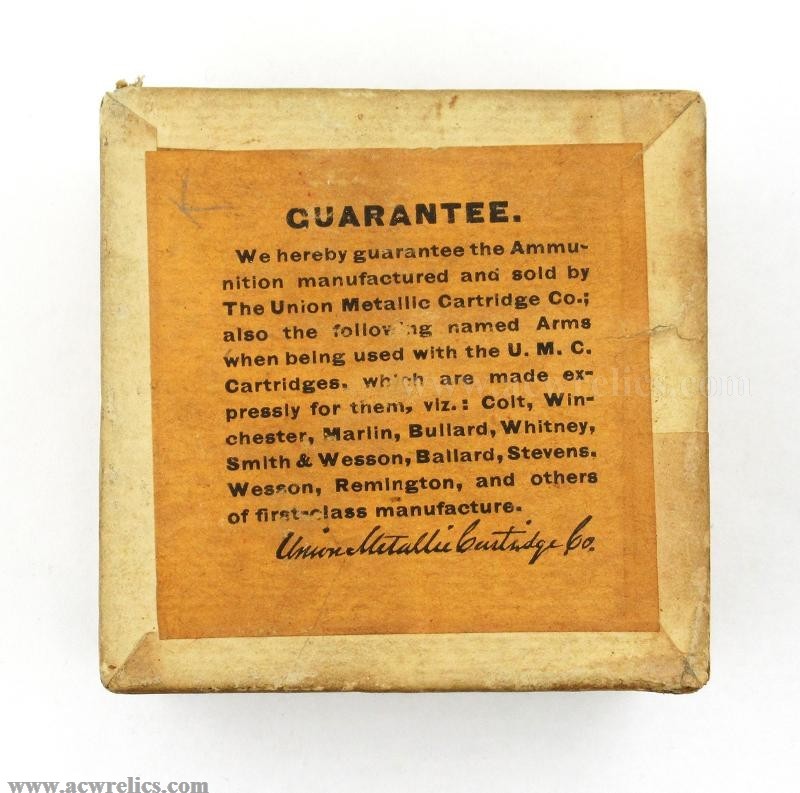 GUARANTEE.
We hereby guarantee the Ammu-
nition manufactured and sold by
The Union Metallic Cartridge Co.;
also the following named Arms
when being used with the U. M. C.
Cartridges, which are made ex-
pressly for them, viz.: Colt, Win-
chester, Marlin, Bullard, Whitney,
Smith & Wesson, Ballard, Stevens,
Wesson, Remington, and others
of first-class manufacture.
Union Metallic Cartridge Co.
www.acwrelics.com
www.acwrelics.com